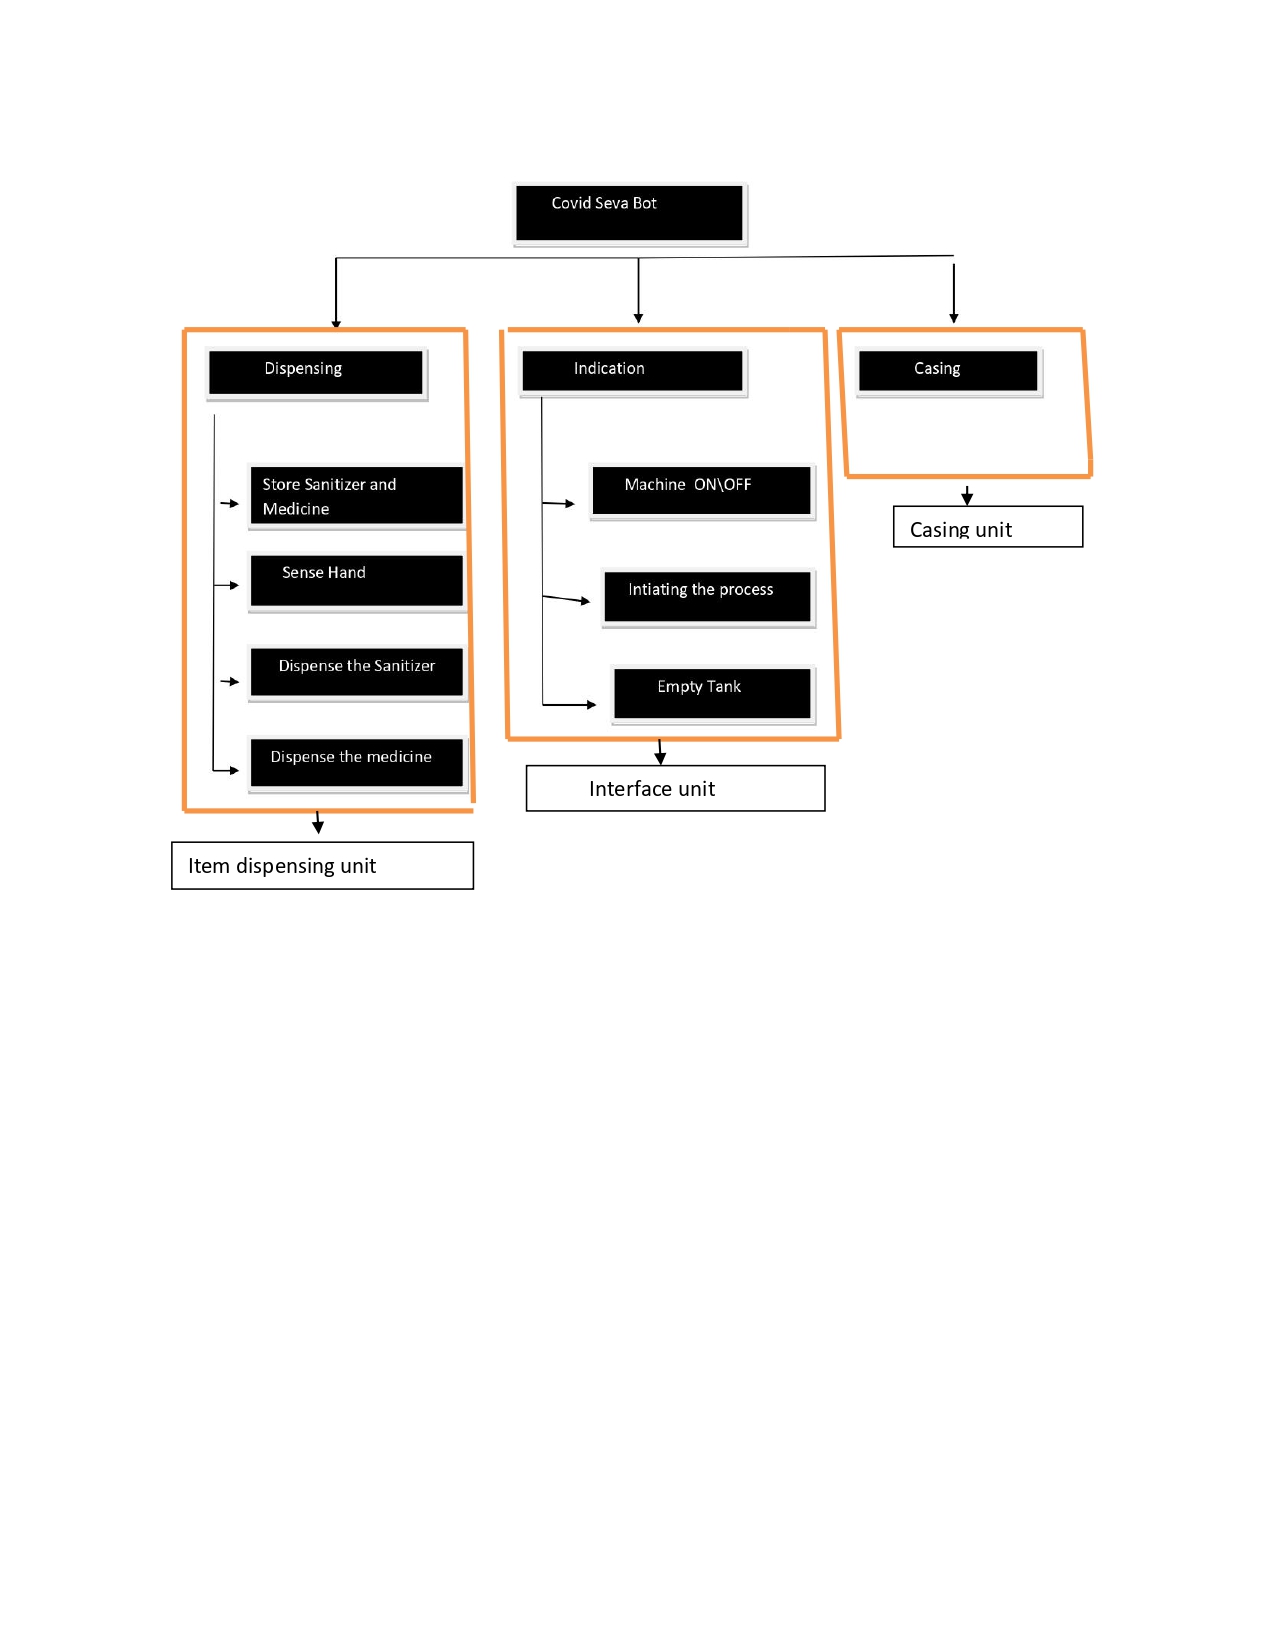 Covid Seva Bot
Dispensing
Store Sanitizer and
Medicine
Sense Hand
Dispense the Sanitizer
Dispense the medicine
Item dispensing unit
Indication
Machine  ON\OFF
Intiating the process
Empty Tank
Interface unit
Casing
Casing unit